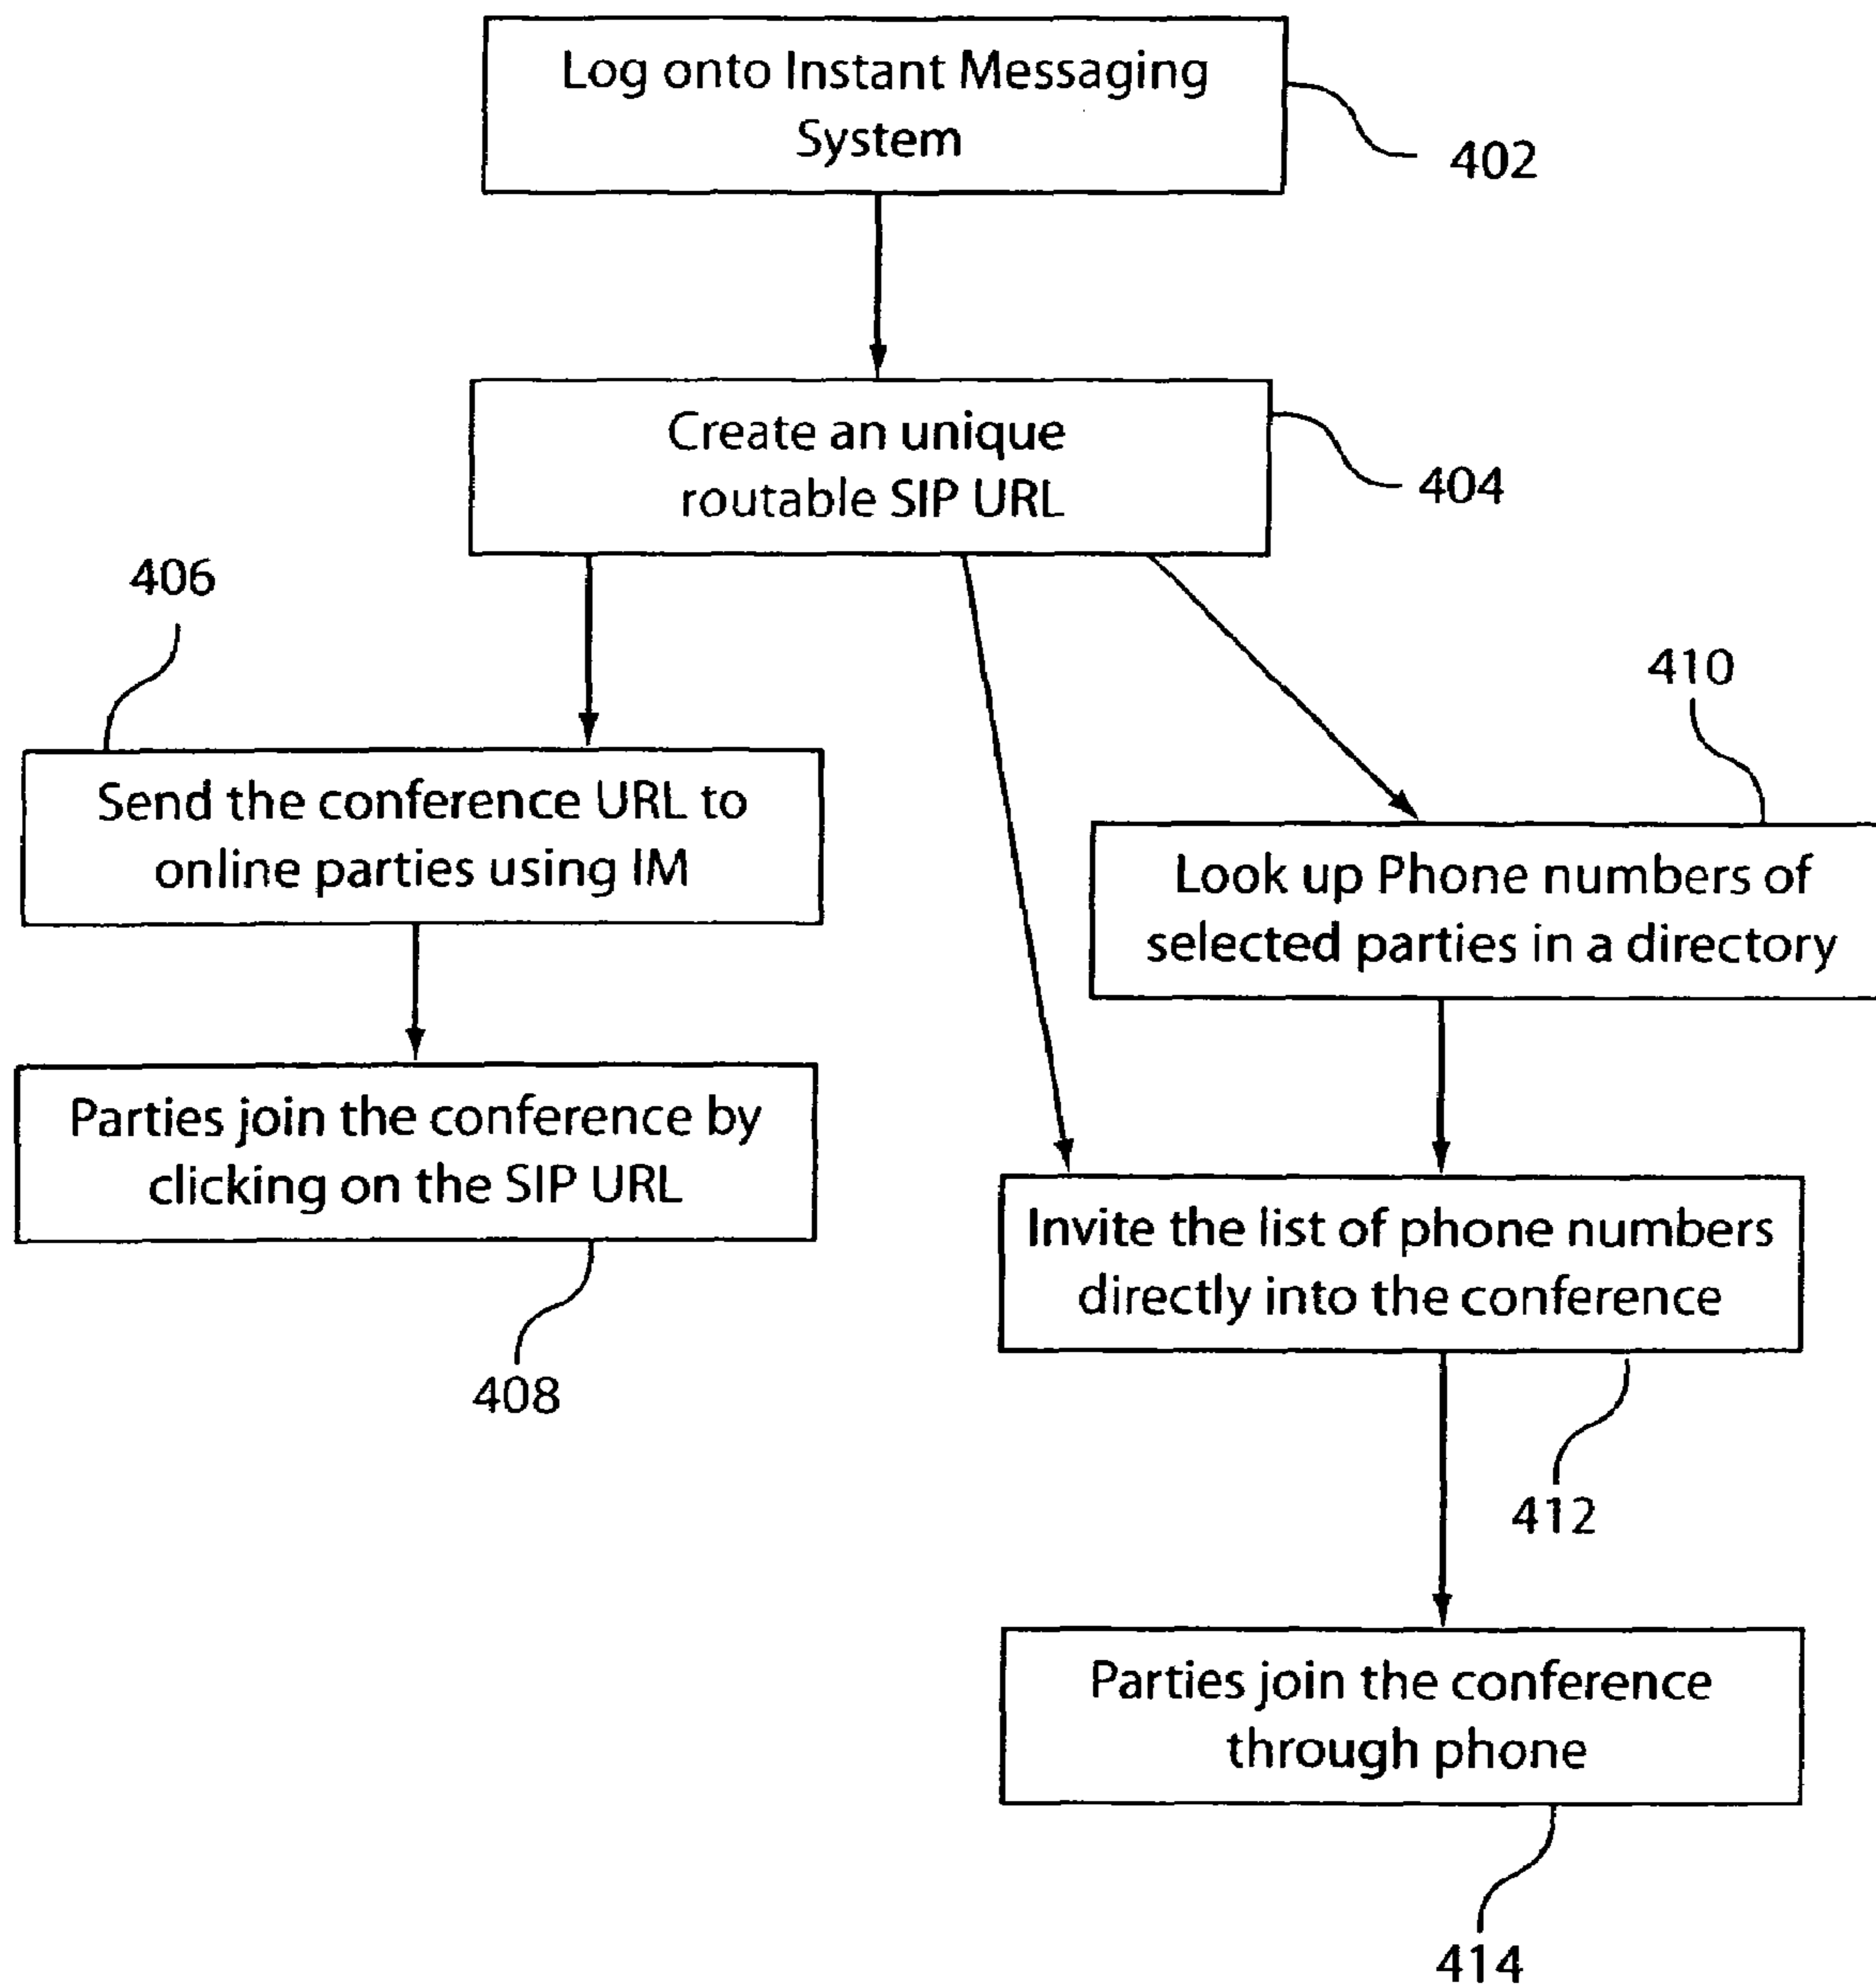 Log onto Instant Messaging
System
402
Create an unique
routable SIP URL
404
406
410
Send the conference URL to
online parties using IM
Look up Phone numbers of
selected parties in a directory
Parties join the conference by
clicking on the SIP URL
Invite the list of phone numbers
directly into the conference
408
412
Parties join the conference
through phone
414